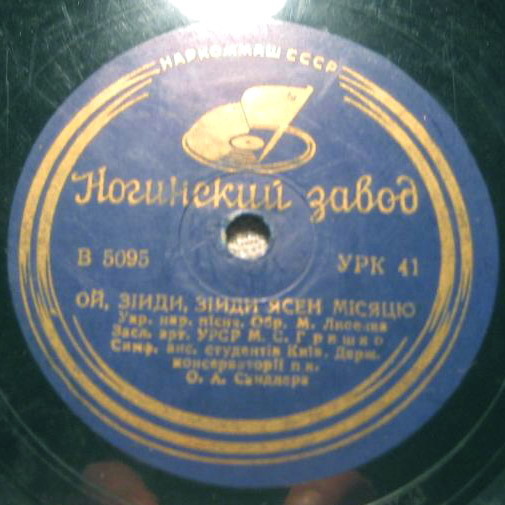 НАРКОММАШ СССР
Ногинский завод
В 5095 УРК 41
ОЙ, ЗІЙДИ, ЗІЙДИ ЯСЕН МІСЯЦЮ
Укр. нар. пісня. Обр. М. Лисенка
Засл. арт. УРСР М. С. Гришко
Симф. анс. студентів Київ. Держ.
консерваторії п к.
О. А. Сандлера